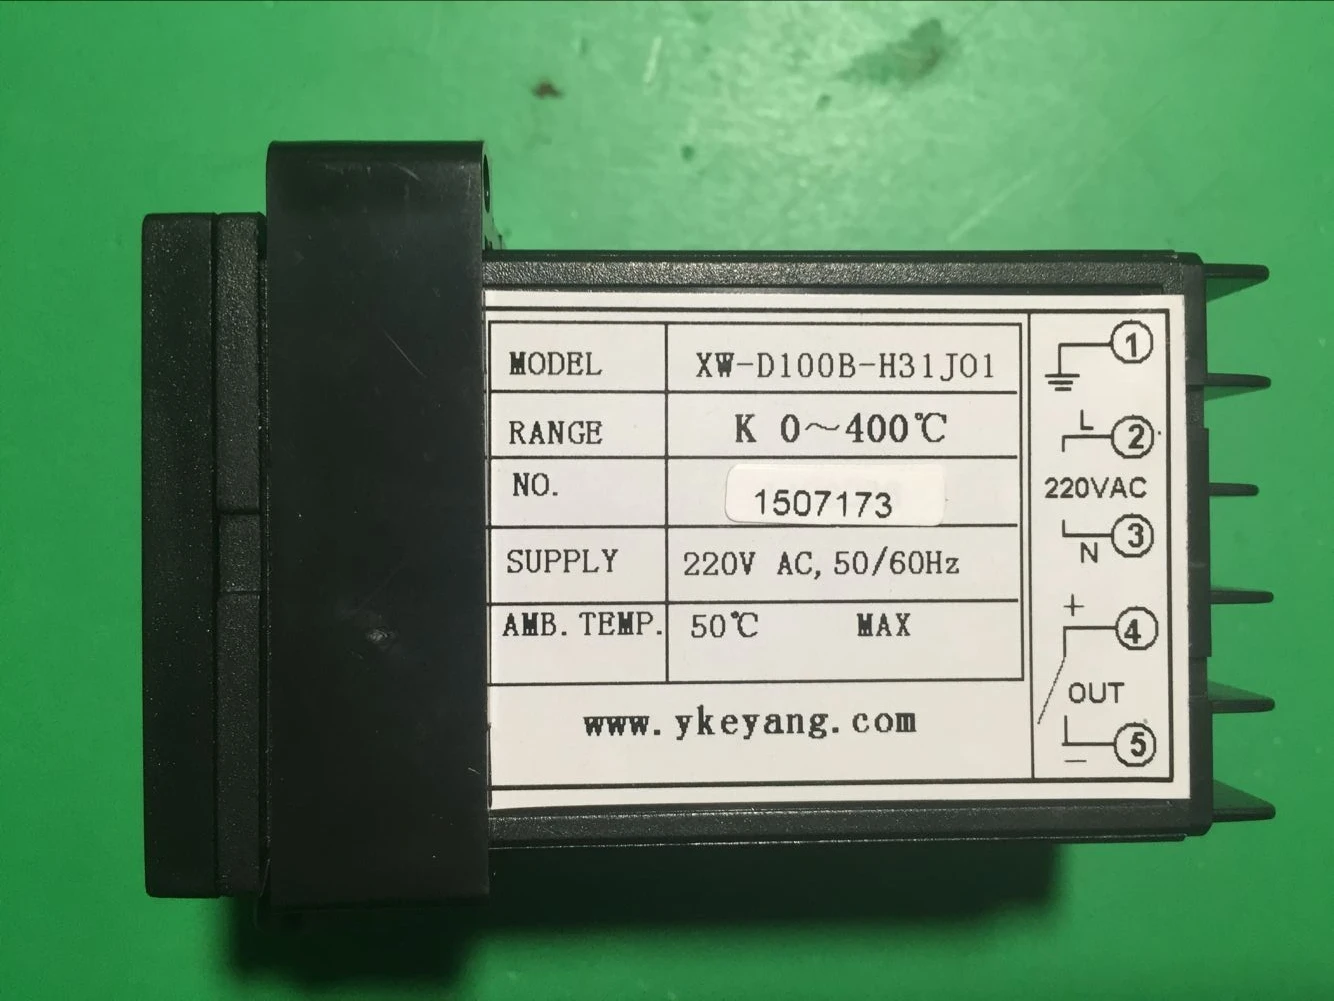 MODEL XW-D100B-H31J01
RANGE K 0～400℃
NO. 1507173
SUPPLY 220V AC, 50/60Hz
AMB. TEMP. 50℃ MAX
www.ykeyang.com
1
L 2
220VAC
N 3
+ 4
OUT
− 5